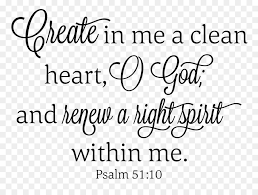 Create in me a clean
heart, O God;
and renew a right spirit
within me.
Psalm 51:10